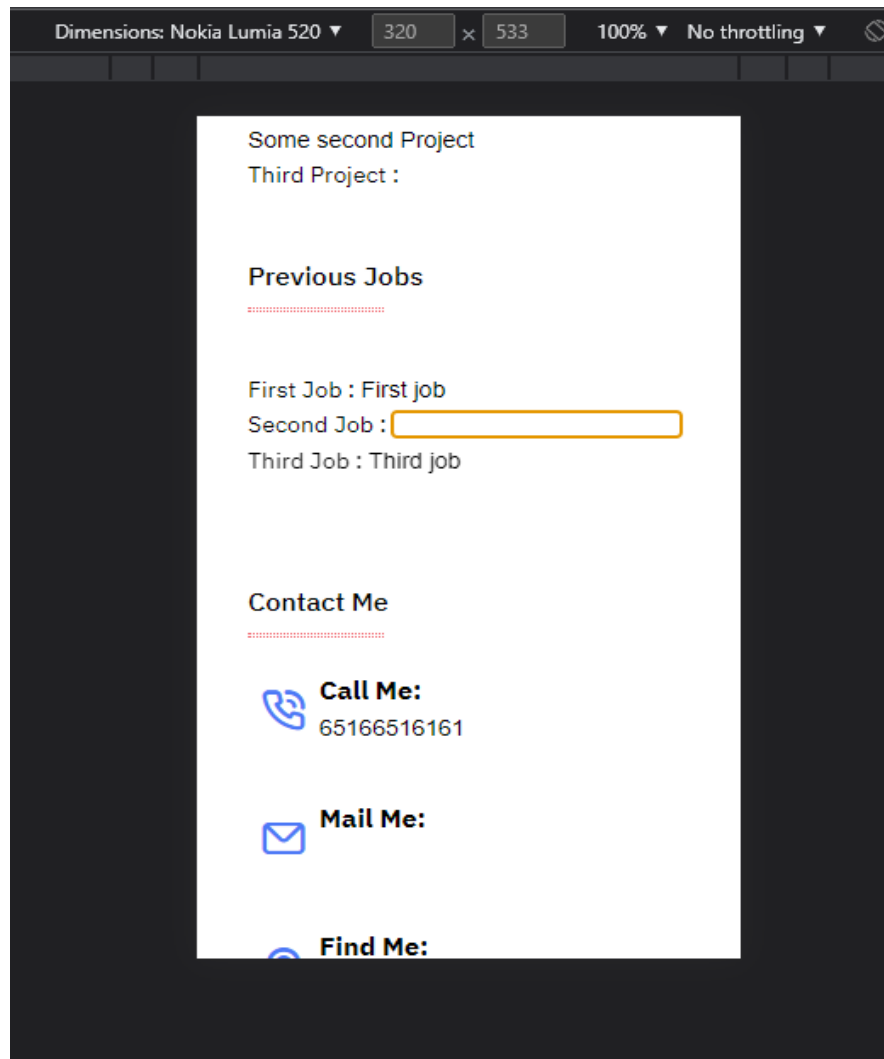 Dimensions: Nokia Lumia 520 ▼ 320 × 533 100% ▼ No throttling ▼
Some second Project
Third Project :
Previous Jobs
First Job : First job
Second Job :
Third Job : Third job
Contact Me
Call Me:
65166516161
Mail Me:
Find Me: